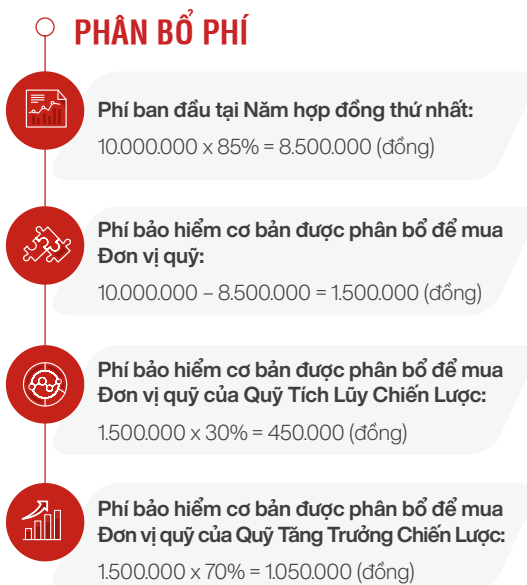 PHÂN BỔ PHÍ
Phí ban đầu tại Năm hợp đồng thứ nhất:
10.000.000 x 85% = 8.500.000 (đồng)
Phí bảo hiểm cơ bản được phân bổ để mua
Đơn vị quỹ:
10.000.000 – 8.500.000 = 1.500.000 (đồng)
Phí bảo hiểm cơ bản được phân bổ để mua
Đơn vị quỹ của Quỹ Tích Lũy Chiến Lược:
1.500.000 x 30% = 450.000 (đồng)
Phí bảo hiểm cơ bản được phân bổ để mua
Đơn vị quỹ của Quỹ Tăng Trưởng Chiến Lược:
1.500.000 x 70% = 1.050.000 (đồng)